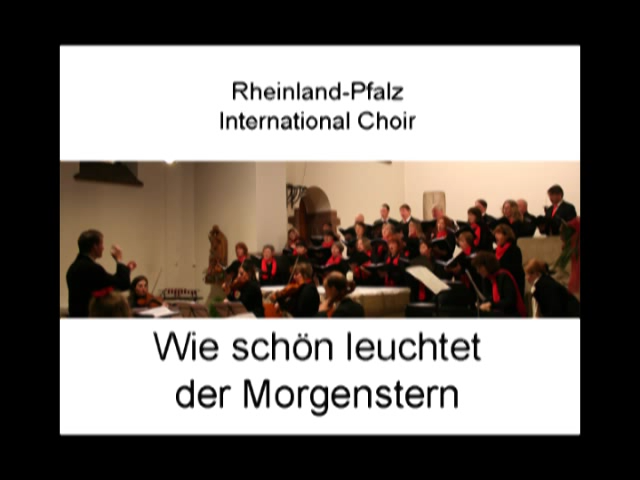 Rheinland-Pfalz
International Choir
Wie schön leuchtet
der Morgenstern